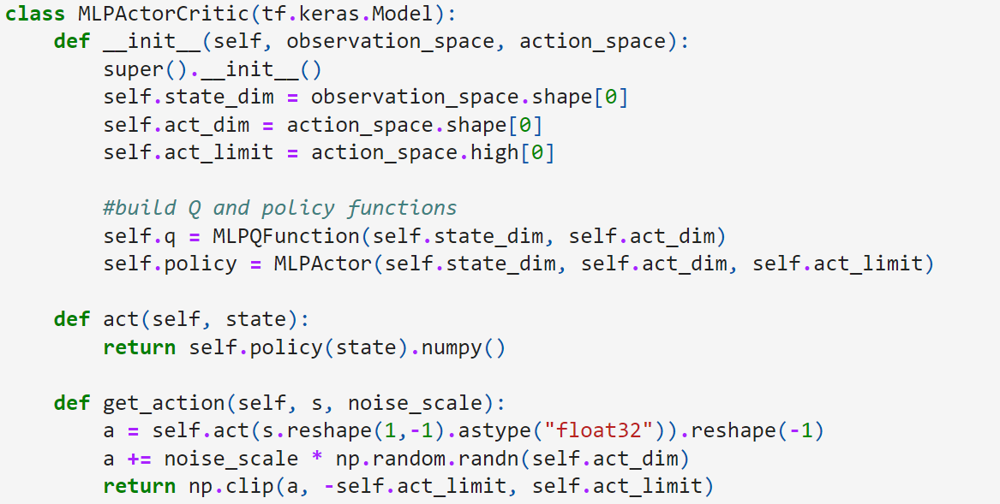 class MLPActorCritic(tf.keras.Model):
    def __init__(self, observation_space, action_space):
        super().__init__()
        self.state_dim = observation_space.shape[0]
        self.act_dim = action_space.shape[0]
        self.act_limit = action_space.high[0]

        #build Q and policy functions
        self.q = MLPQFunction(self.state_dim, self.act_dim)
        self.policy = MLPActor(self.state_dim, self.act_dim, self.act_limit)

    def act(self, state):
        return self.policy(state).numpy()

    def get_action(self, s, noise_scale):
        a = self.act(s.reshape(1,-1).astype("float32")).reshape(-1)
        a += noise_scale * np.random.randn(self.act_dim)
        return np.clip(a, -self.act_limit, self.act_limit)